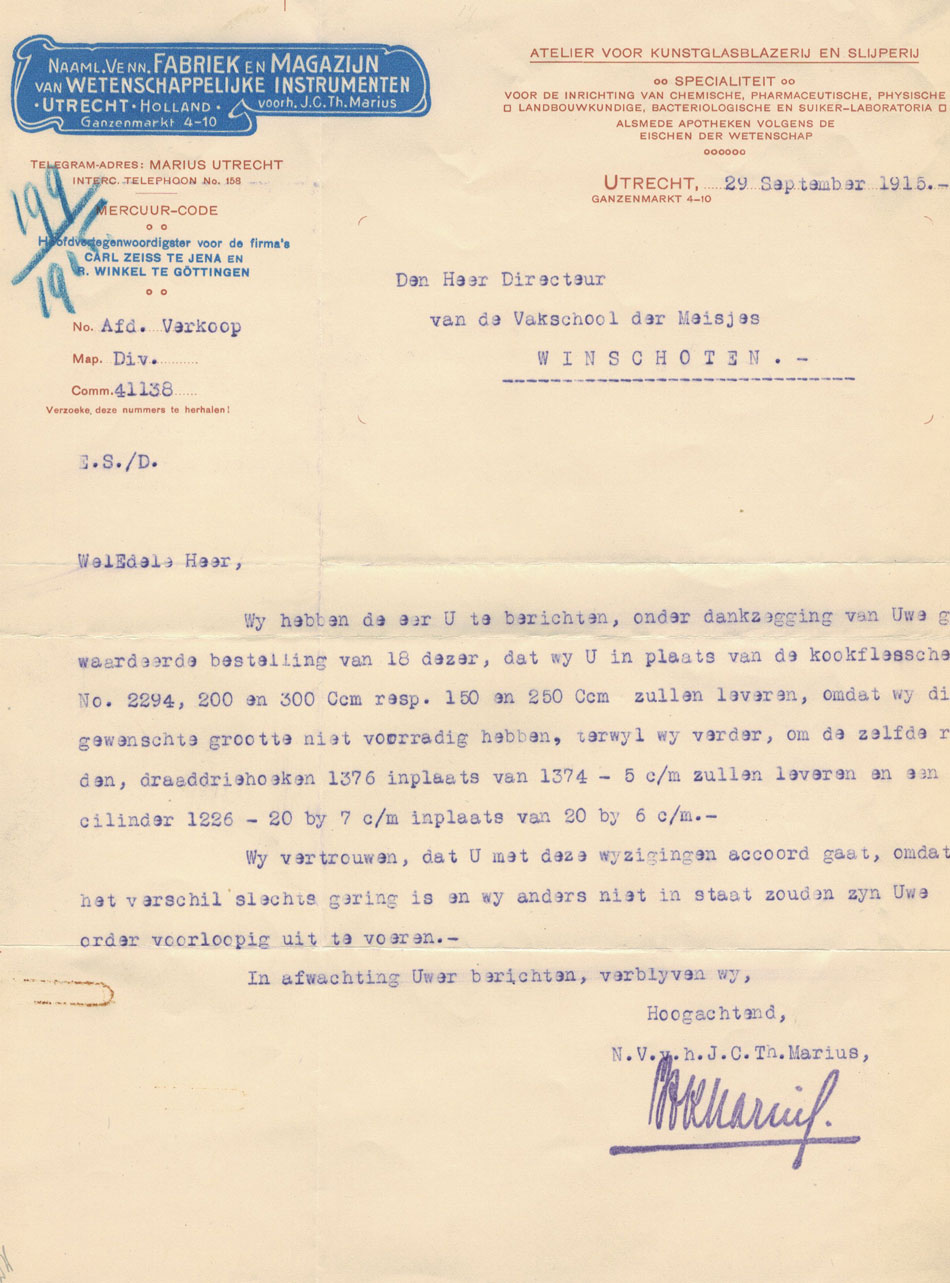 NAAML. VENN. FABRIEK EN MAGAZIJN
VAN WETENSCHAPPELIJKE INSTRUMENTEN
• UTRECHT • HOLLAND • voorh. J.C.Th. Marius
Ganzenmarkt 4-10
TELEGRAM-ADRES: MARIUS UTRECHT
INTERC. TELEPHOON No. 158
MERCUUR-CODE
Hoofdvertegenwoordigster voor de firma's
CARL ZEISS TE JENA EN
R. WINKEL TE GÖTTINGEN
199
1915
No. Afd. Verkoop
Map. Div.
Comm. 41138
Verzoeke, deze nummers te herhalen!
ATELIER VOOR KUNSTGLASBLAZERIJ EN SLIJPERIJ
SPECIALITEIT
VOOR DE INRICHTING VAN CHEMISCHE, PHARMACEUTISCHE, PHYSISCHE
LANDBOUWKUNDIGE, BACTERIOLOGISCHE EN SUIKER-LABORATORIA
ALSMEDE APOTHEKEN VOLGENS DE
EISCHEN DER WETENSCHAP
UTRECHT, 29 September 1915.-
GANZENMARKT 4-10
Den Heer Directeur
van de Vakschool der Meisjes
WINSCHOTEN.-
E.S./D.
WelEdele Heer,
Wy hebben de eer U te berichten, onder dankzegging van Uwe g
waardeerde bestelling van 18 dezer, dat wy U in plaats van de kookflessche
No. 2294, 200 en 300 Ccm resp. 150 en 250 Ccm zullen leveren, omdat wy di
gewenschte grootte niet voorradig hebben, terwyl wy verder, om de zelfde r
den, draaddriehoeken 1376 inplaats van 1374 - 5 c/m zullen leveren en een
cilinder 1226 - 20 by 7 c/m inplaats van 20 by 6 c/m.-
Wy vertrouwen, dat U met deze wyzigingen accoord gaat, omdat
het verschil slechts gering is en wy anders niet in staat zouden zyn Uwe
order voorloopig uit te voeren.-
In afwachting Uwer berichten, verblyven wy,
Hoogachtend,
N.V.v.h.J.C.Th.Marius,
Marius.